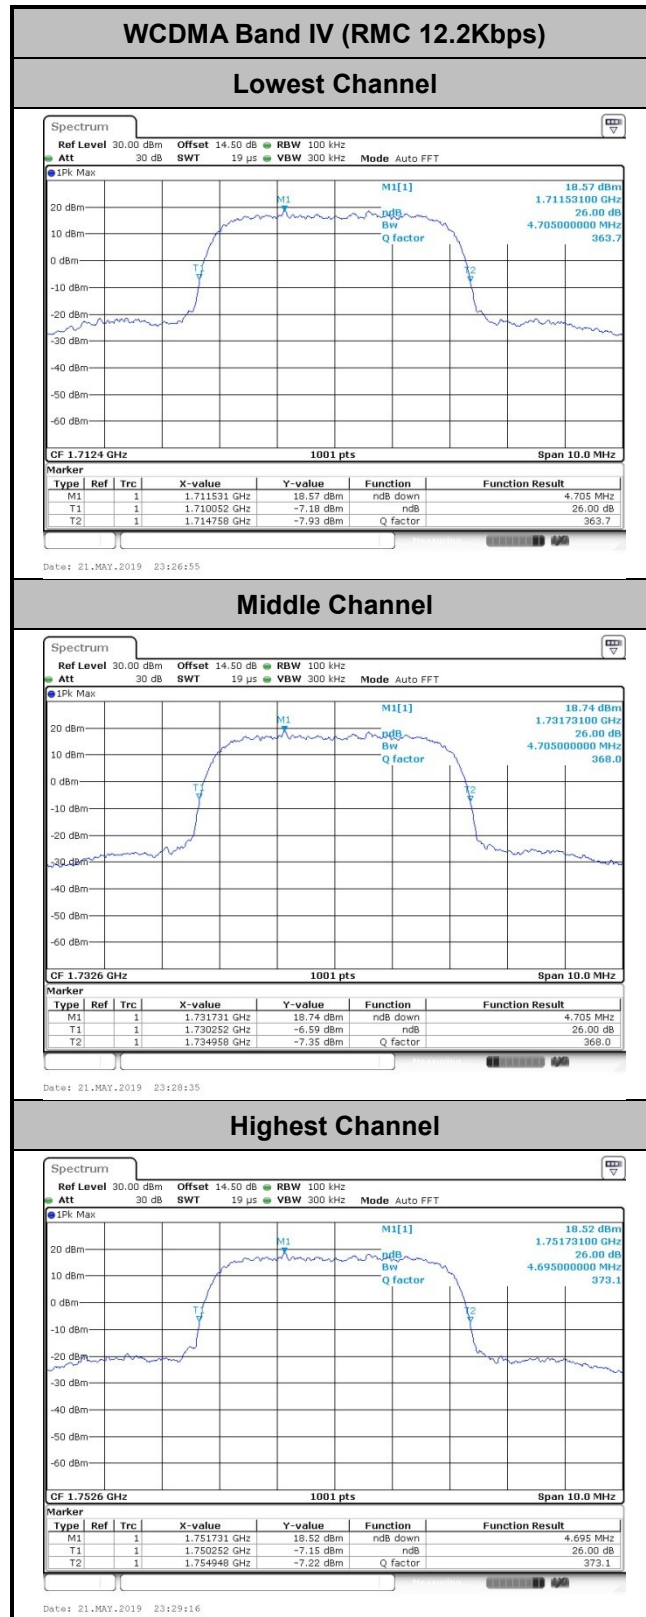 WCDMA Band IV (RMC 12.2Kbps)
Lowest Channel
Spectrum
Ref Level 30.00 dBm Offset 14.50 dB RBW 100 kHz
Att 30 dB SWT 19 µs VBW 300 kHz Mode Auto FFT
1Pk Max
M1[1] 18.57 dBm
1.71153100 GHz
ndB 26.00 dB
Bw 4.705000000 MHz
Q factor 363.7
M1
T1
T2
20 dBm
10 dBm
0 dBm
-10 dBm
-20 dBm
-30 dBm
-40 dBm
-50 dBm
-60 dBm
CF 1.7124 GHz 1001 pts Span 10.0 MHz
Marker
Type Ref Trc X-value Y-value Function Function Result
M1 1 1.711531 GHz 18.57 dBm ndB down 4.705 MHz
T1 1 1.710052 GHz -7.18 dBm ndB 26.00 dB
T2 1 1.714758 GHz -7.93 dBm Q factor 363.7
Date: 21.MAY.2019 23:26:55
Middle Channel
Spectrum
Ref Level 30.00 dBm Offset 14.50 dB RBW 100 kHz
Att 30 dB SWT 19 µs VBW 300 kHz Mode Auto FFT
1Pk Max
M1[1] 18.74 dBm
1.73173100 GHz
ndB 26.00 dB
Bw 4.705000000 MHz
Q factor 368.0
M1
T1
T2
20 dBm
10 dBm
0 dBm
-10 dBm
-20 dBm
-30 dBm
-40 dBm
-50 dBm
-60 dBm
CF 1.7326 GHz 1001 pts Span 10.0 MHz
Marker
Type Ref Trc X-value Y-value Function Function Result
M1 1 1.731731 GHz 18.74 dBm ndB down 4.705 MHz
T1 1 1.730252 GHz -6.59 dBm ndB 26.00 dB
T2 1 1.734958 GHz -7.35 dBm Q factor 368.0
Date: 21.MAY.2019 23:28:35
Highest Channel
Spectrum
Ref Level 30.00 dBm Offset 14.50 dB RBW 100 kHz
Att 30 dB SWT 19 µs VBW 300 kHz Mode Auto FFT
1Pk Max
M1[1] 18.52 dBm
1.75173100 GHz
ndB 26.00 dB
Bw 4.695000000 MHz
Q factor 373.1
M1
T1
T2
20 dBm
10 dBm
0 dBm
-10 dBm
-20 dBm
-30 dBm
-40 dBm
-50 dBm
-60 dBm
CF 1.7526 GHz 1001 pts Span 10.0 MHz
Marker
Type Ref Trc X-value Y-value Function Function Result
M1 1 1.751731 GHz 18.52 dBm ndB down 4.695 MHz
T1 1 1.750252 GHz -7.15 dBm ndB 26.00 dB
T2 1 1.754948 GHz -7.22 dBm Q factor 373.1
Date: 21.MAY.2019 23:29:16